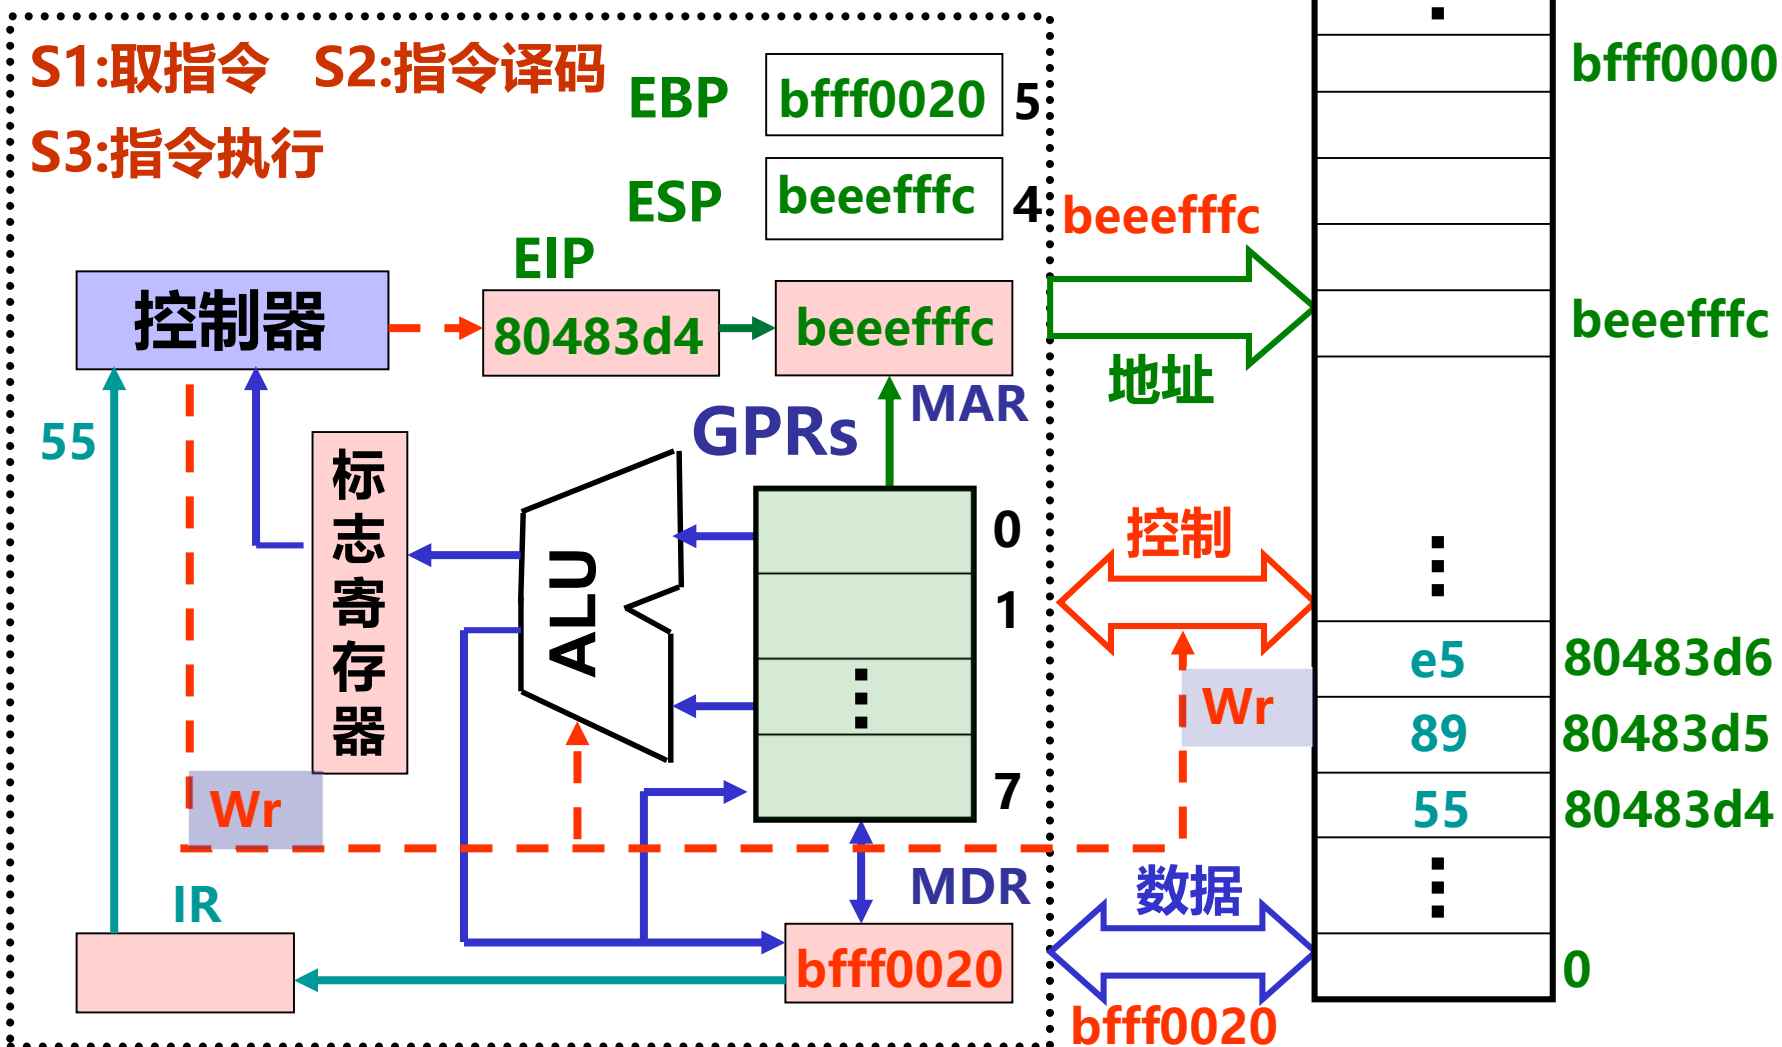 S1:取指令 S2:指令译码
S3:指令执行
EBP bfff0020 5
ESP beeefffc 4
EIP
控制器
80483d4
beeefffc
MAR
GPRs
55
标志寄存器
ALU
0
1
⋮
7
Wr
IR
MDR
bfff0020
beeefffc
地址
控制
Wr
数据
bfff0020
bfff0000
beeefffc
⋮
e5 80483d6
89 80483d5
55 80483d4
⋮
0